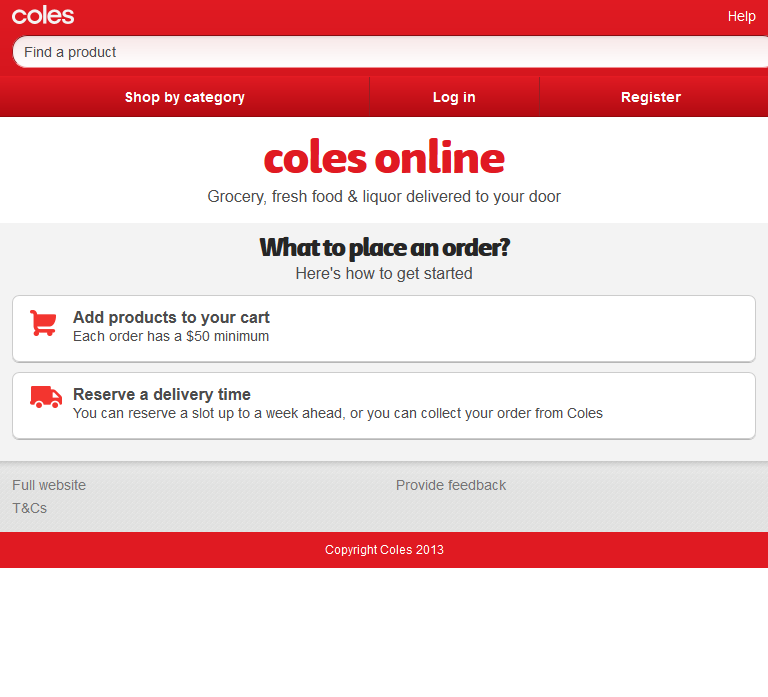 coles
Help
Find a product
Shop by category
Log in
Register
coles online
Grocery, fresh food & liquor delivered to your door
What to place an order?
Here's how to get started
Add products to your cart
Each order has a $50 minimum
Reserve a delivery time
You can reserve a slot up to a week ahead, or you can collect your order from Coles
Full website
Provide feedback
T&Cs
Copyright Coles 2013